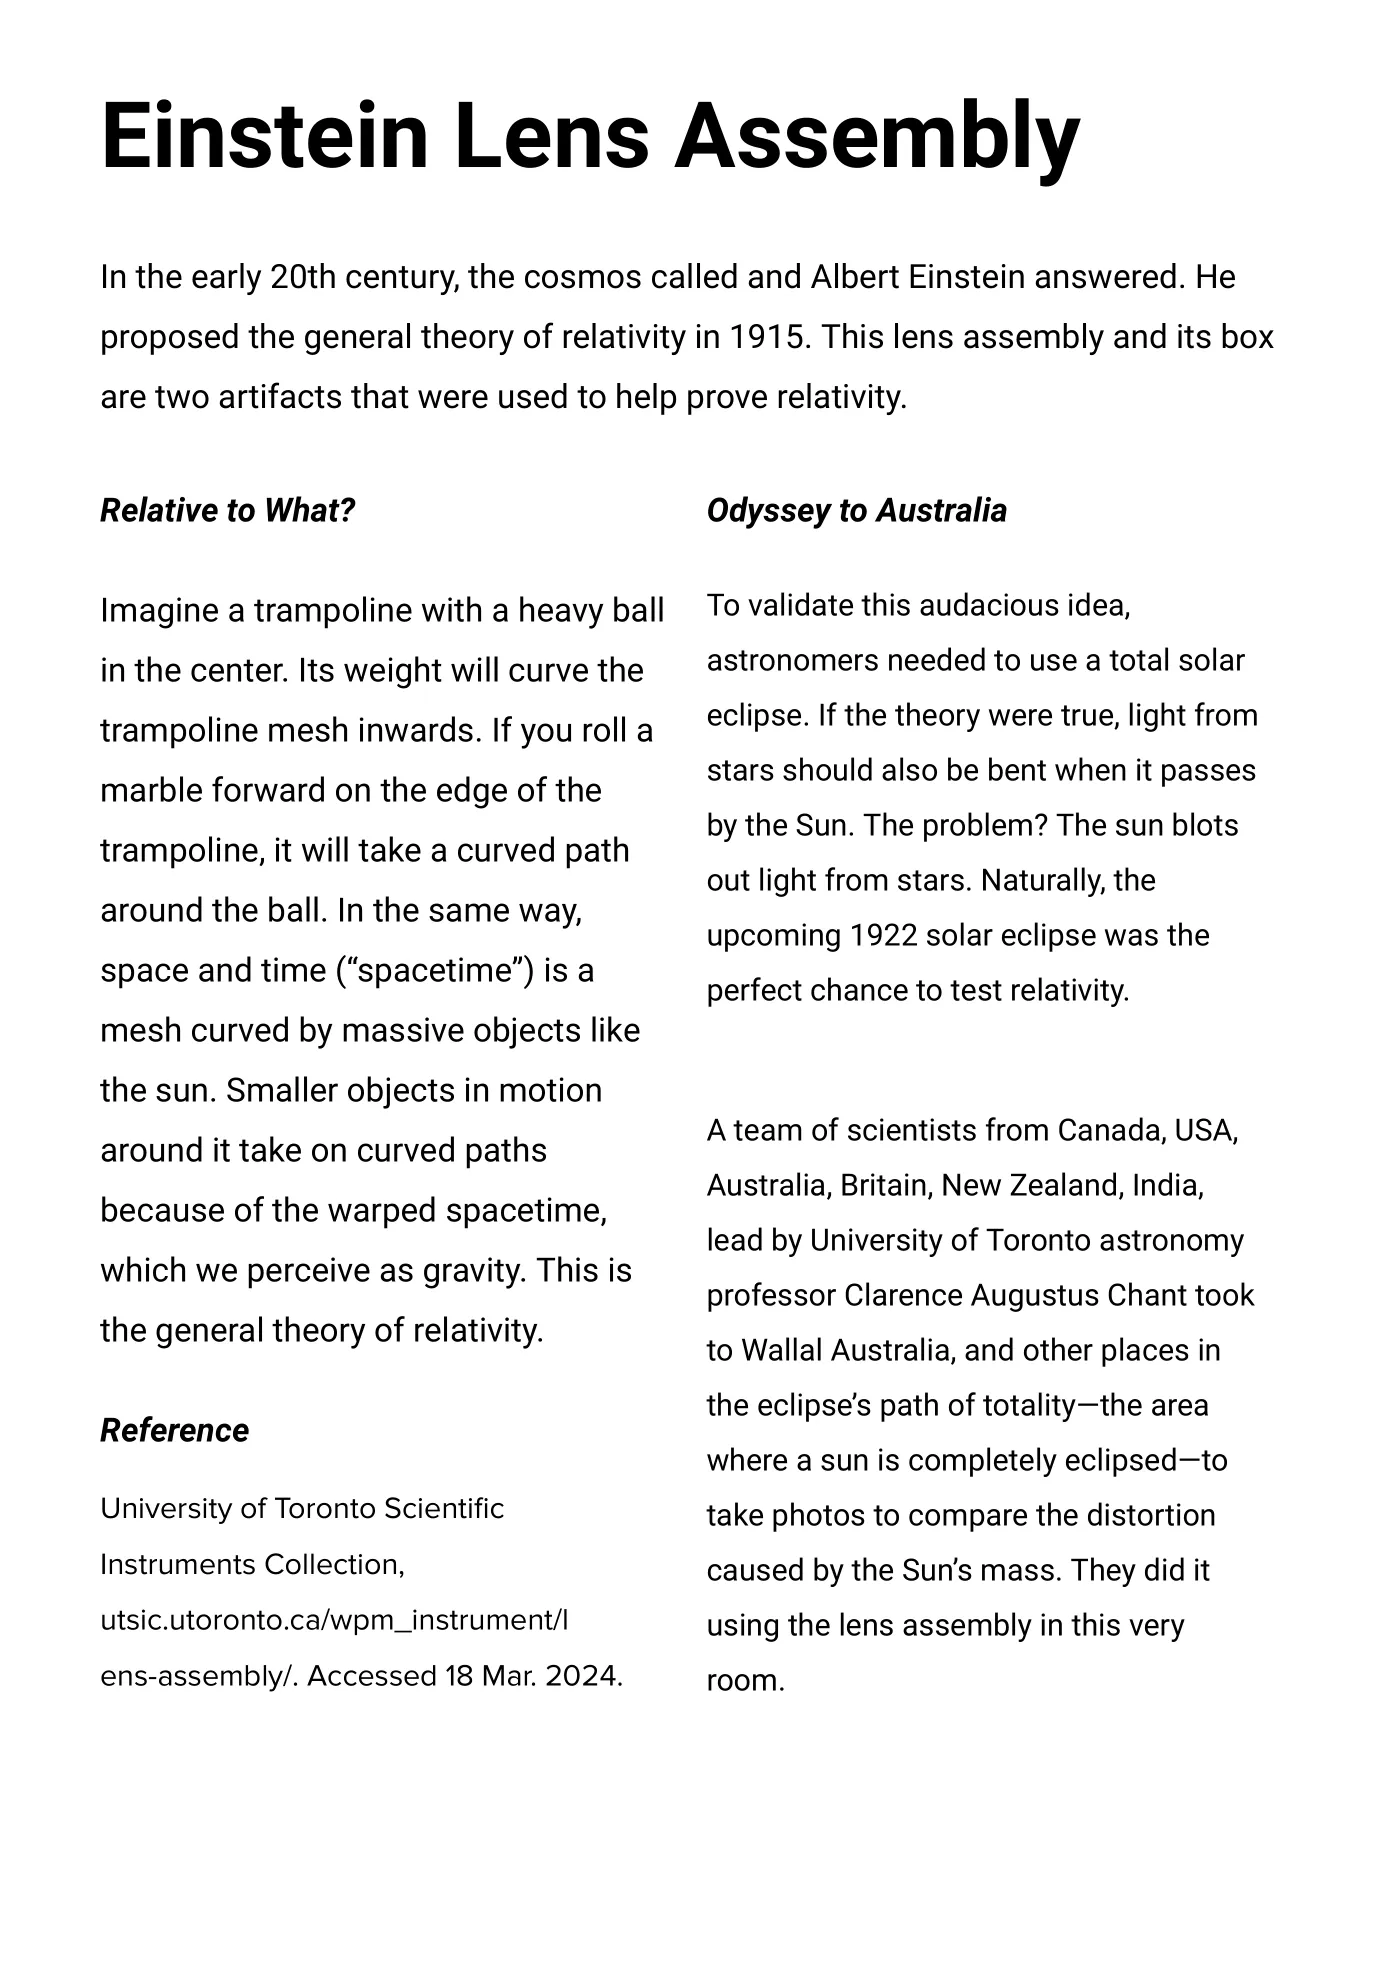 Einstein Lens Assembly
In the early 20th century, the cosmos called and Albert Einstein answered. He
proposed the general theory of relativity in 1915. This lens assembly and its box
are two artifacts that were used to help prove relativity.
Relative to What?
Imagine a trampoline with a heavy ball
in the center. Its weight will curve the
trampoline mesh inwards. If you roll a
marble forward on the edge of the
trampoline, it will take a curved path
around the ball. In the same way,
space and time (“spacetime”) is a
mesh curved by massive objects like
the sun. Smaller objects in motion
around it take on curved paths
because of the warped spacetime,
which we perceive as gravity. This is
the general theory of relativity.
Reference
University of Toronto Scientific
Instruments Collection,
utsic.utoronto.ca/wpm_instrument/l
ens-assembly/. Accessed 18 Mar. 2024.
Odyssey to Australia
To validate this audacious idea,
astronomers needed to use a total solar
eclipse. If the theory were true, light from
stars should also be bent when it passes
by the Sun. The problem? The sun blots
out light from stars. Naturally, the
upcoming 1922 solar eclipse was the
perfect chance to test relativity.
A team of scientists from Canada, USA,
Australia, Britain, New Zealand, India,
lead by University of Toronto astronomy
professor Clarence Augustus Chant took
to Wallal Australia, and other places in
the eclipse’s path of totality—the area
where a sun is completely eclipsed—to
take photos to compare the distortion
caused by the Sun’s mass. They did it
using the lens assembly in this very
room.